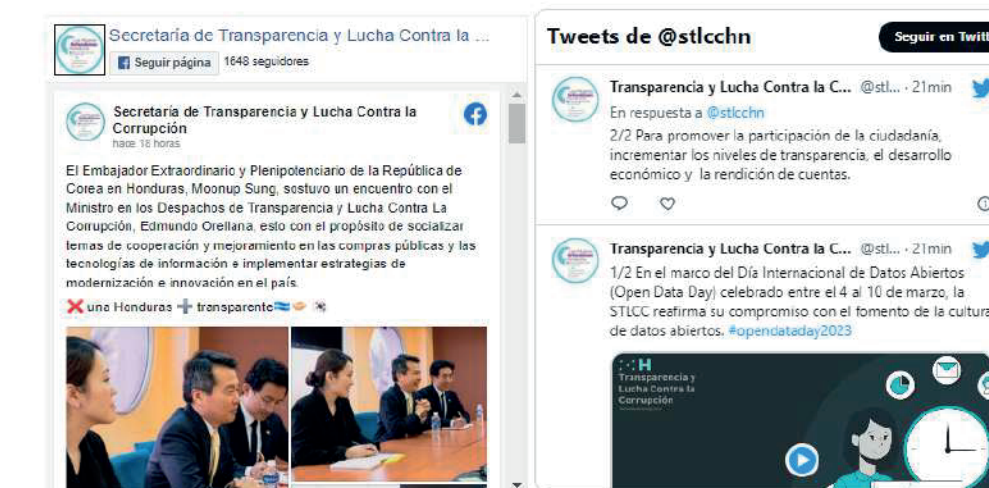 Secretaría de Transparencia y Lucha Contra la ...
Seguir página 1648 seguidores
Secretaría de Transparencia y Lucha Contra la
Corrupción
hace 18 horas
El Embajador Extraordinario y Plenipotenciario de la República de
Corea en Honduras, Moonup Sung, sostuvo un encuentro con el
Ministro en los Despachos de Transparencia y Lucha Contra La
Corrupción, Edmundo Orellana, esto con el propósito de socializar
temas de cooperación y mejoramiento en las compras públicas y las
tecnologías de información e implementar estrategias de
modernización e innovación en el país.
❌ una Honduras ➕ transparente
Tweets de @stlcchn
Seguir en Twitt
Transparencia y Lucha Contra la C... @stl... · 21min
En respuesta a @stlcchn
2/2 Para promover la participación de la ciudadanía,
incrementar los niveles de transparencia, el desarrollo
económico y la rendición de cuentas.
Transparencia y Lucha Contra la C... @stl... · 21min
1/2 En el marco del Día Internacional de Datos Abiertos
(Open Data Day) celebrado entre el 4 al 10 de marzo, la
STLCC reafirma su compromiso con el fomento de la cultura
de datos abiertos. #opendataday2023
H
Transparencia y
Lucha Contra la
Corrupción